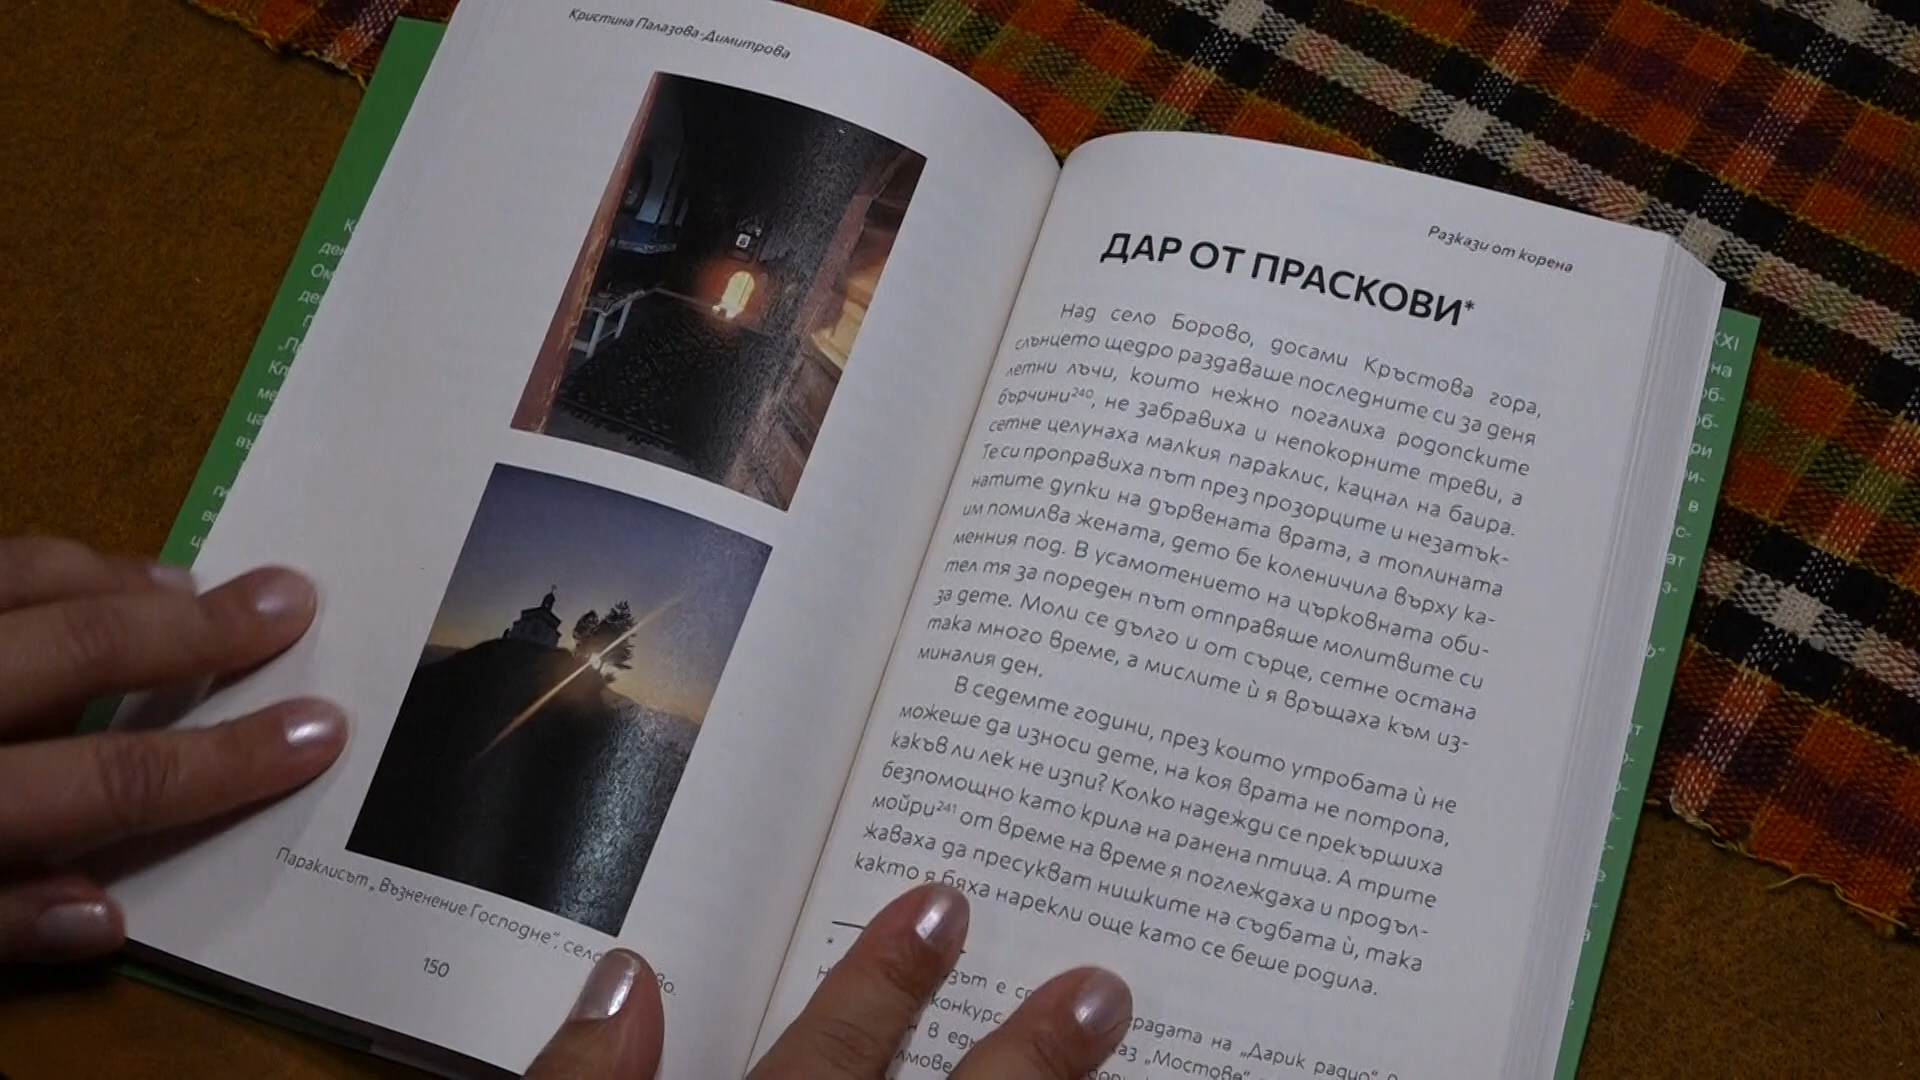 Кристина Палазова-Димитрова
Параклисът „Възнение Господне“, село
150
Разкази от корена
ДАР ОТ ПРАСКОВИ*
Над село Борово, досами Кръстова гора,
слънцето щедро раздаваше последните си за деня
летни лъчи, които нежно погалиха родопските
бърчини²⁴⁰, не забравиха и непокорните треви, а
сетне целунаха малкия параклис, кацнал на баира.
Те си проправиха път през прозорците и незатък-
натите дупки на дървената врата, а топлината
им помилва жената, дето бе коленичила върху ка-
менния под. В усамотението на църковната оби-
тел тя за пореден път отправяше молитвите си
за дете. Моли се дълго и от сърце, сетне остана
така много време, а мислите ѝ я връщаха към из-
миналия ден.
В седемте години, през които утробата ѝ не
можеше да износи дете, на коя врата не потропа,
какъв ли лек не изпи? Колко надежди се прекършиха
безпомощно като крила на ранена птица. А трите
мойри²⁴¹ от време на време я поглеждаха и продъл-
жаваха да пресукват нишките на съдбата ѝ, така
както я бяха нарекли още като се беше родила.
*
е
наградата на „Дарик радио“
конкурс
„Мостове“
в